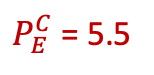 P_E^C = 5.5